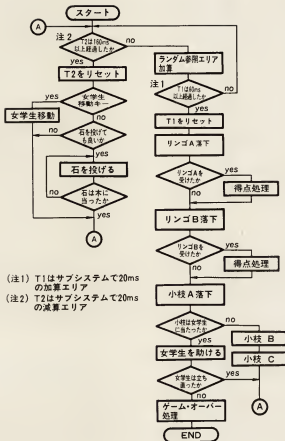 スタート
A
注2
T2は160ms
以上経過したか
no
yes
T2をリセット
女学生
移動キー
yes
no
女学生移動
石を投げて
も良いか
no
yes
石を投げる
石は木に
当ったか
no
yes
A
ランダム参照エリア
加算
注1
T1は60ms
以上経過したか
no
yes
T1をリセット
リンゴA落下
リンゴAを
受けたか
yes
no
得点処理
リンゴB落下
リンゴBを
受けたか
yes
no
得点処理
小枝A落下
小枝は女学生
に当たったか
no
yes
小枝 B
小枝 C
女学生を助ける
女学生は立ち
直ったか
yes
no
A
ゲーム・オーバー
処理
END
(注1) T1はサブシステムで20ms
の加算エリア
(注2) T2はサブシステムで20ms
の減算エリア